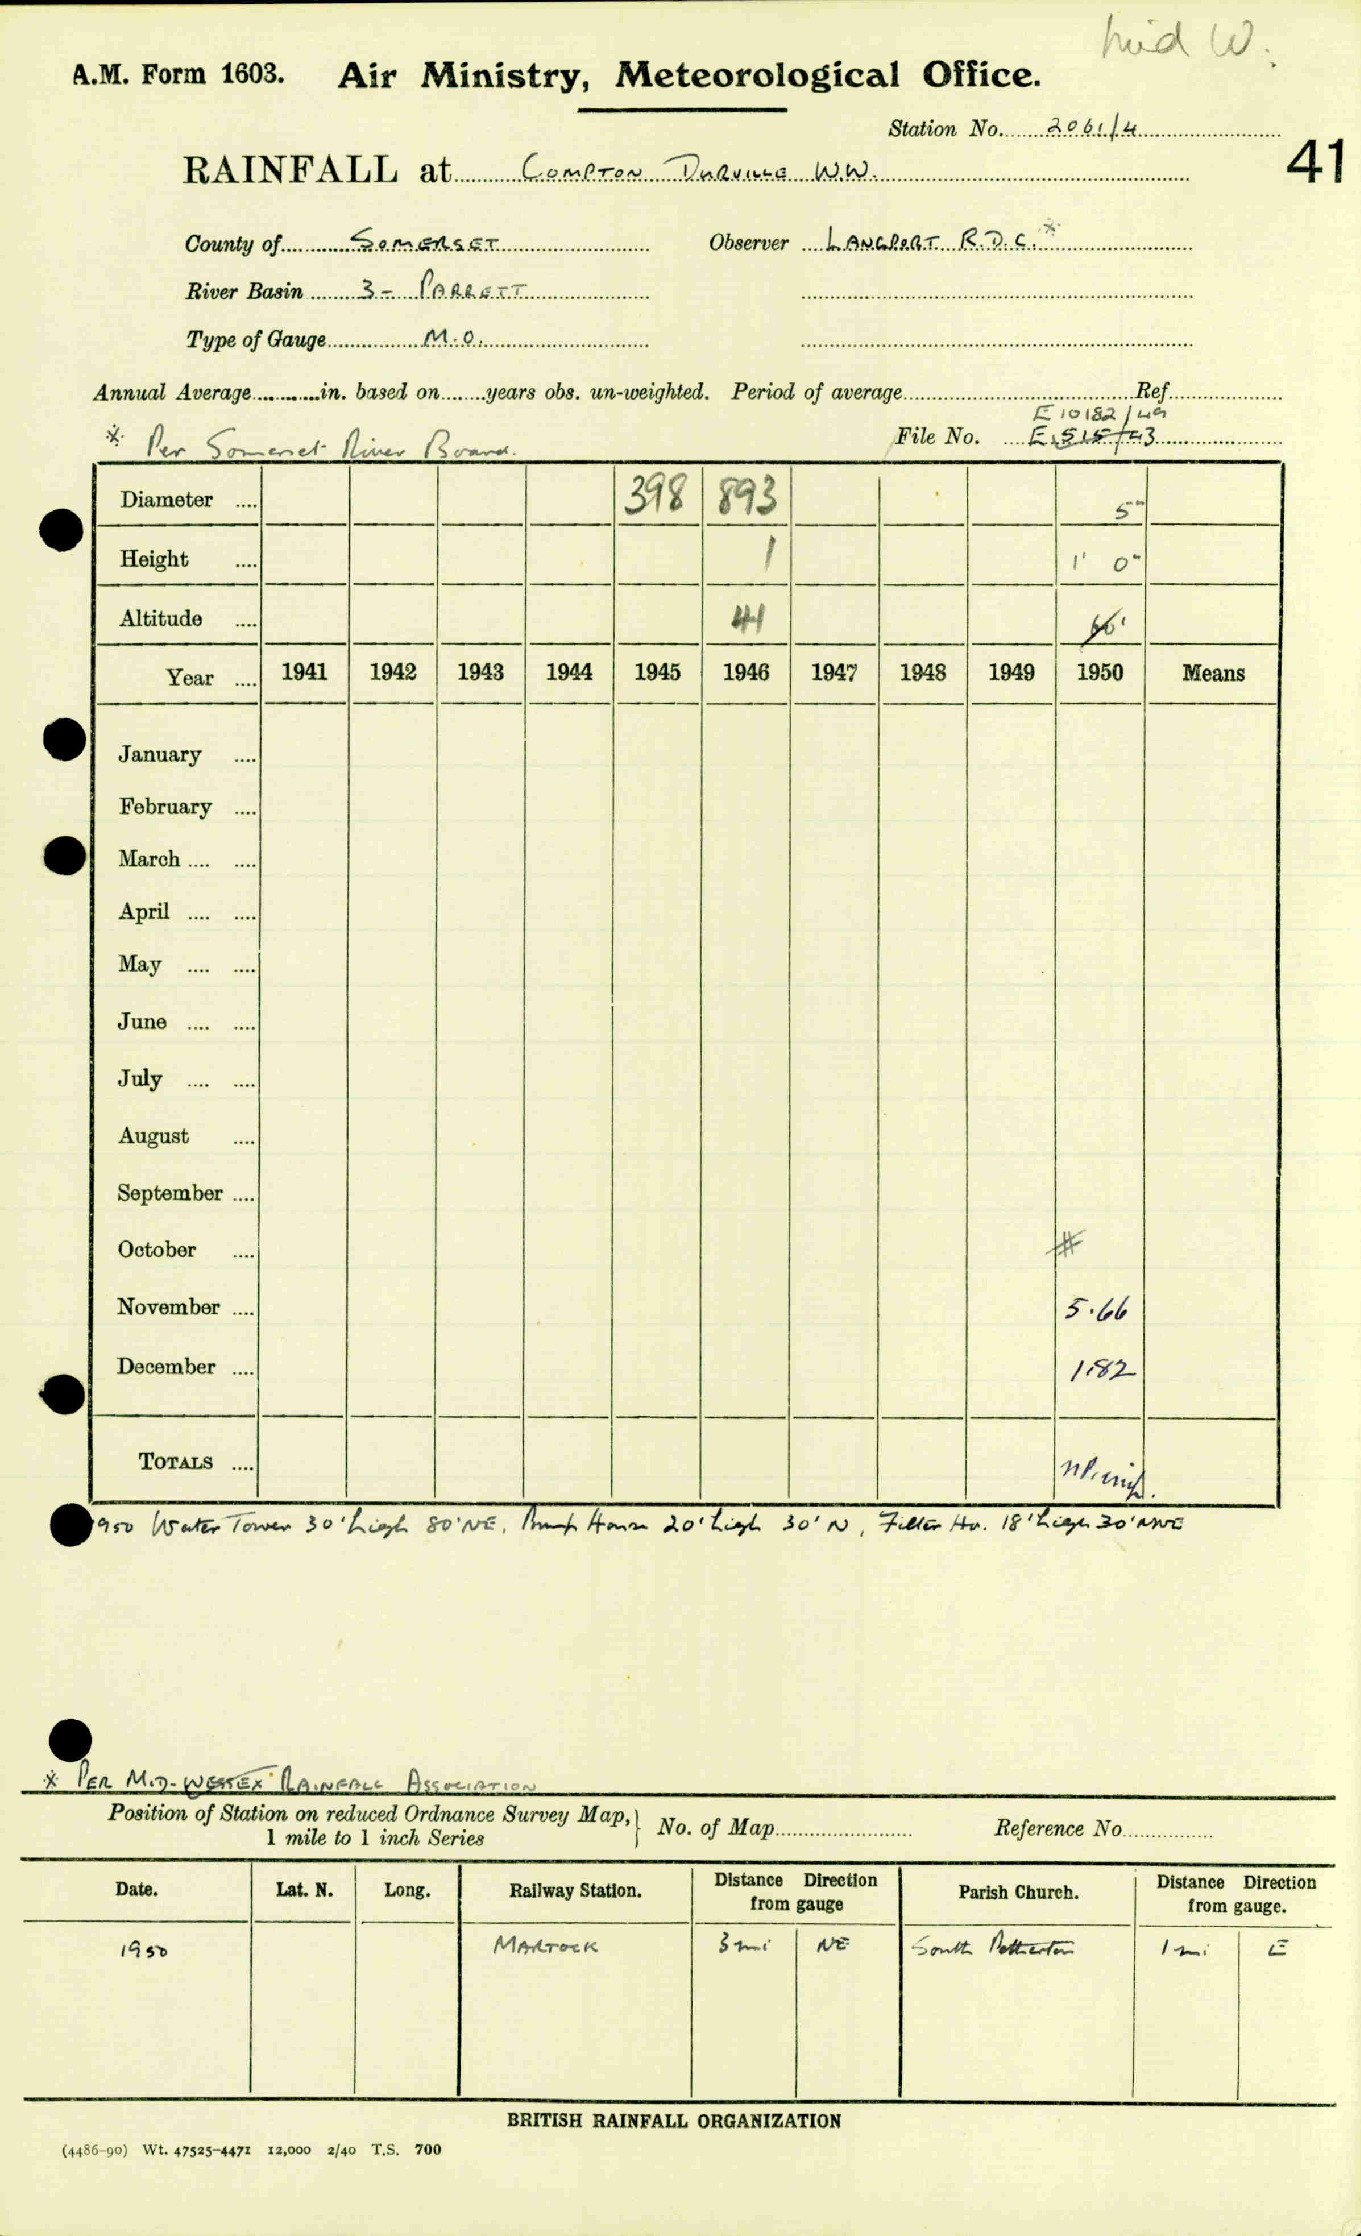 Mid W.
A.M. Form 1603. Air Ministry, Meteorological Office.
Station No. 2061/4
41
RAINFALL at COMPTON DURVILLE W.W.
County of SOMERSET Observer LANGPORT R.D.C.*
River Basin 3 - PARRETT
Type of Gauge M.O.
Annual Average in. based on years obs. un-weighted. Period of average Ref.
E 10182/49
* Per Somerset River Board. File No. E.515/43
Diameter 398 893 5"
Height 1 1' 0"
Altitude 41 60'
Year 1941 1942 1943 1944 1945 1946 1947 1948 1949 1950 Means
January
February
March
April
May
June
July
August
September
October #
November 5.66
December 1.82
TOTALS
1950 Water Tower 30' high 80' NE, Pump House 20' high 30' N, Filter Ho. 18' high 30' NNE
* PER MID-WESSEX RAINFALL ASSOCIATION
Position of Station on reduced Ordnance Survey Map, No. of Map Reference No.
1 mile to 1 inch Series
Date. Lat. N. Long. Railway Station. Distance Direction from gauge Parish Church. Distance Direction from gauge.
1950 MARTOCK 3 mi NE South Petherton 1 mi E
BRITISH RAINFALL ORGANIZATION
(4486-90) Wt. 47525-4471 12,000 2/40 T.S. 700